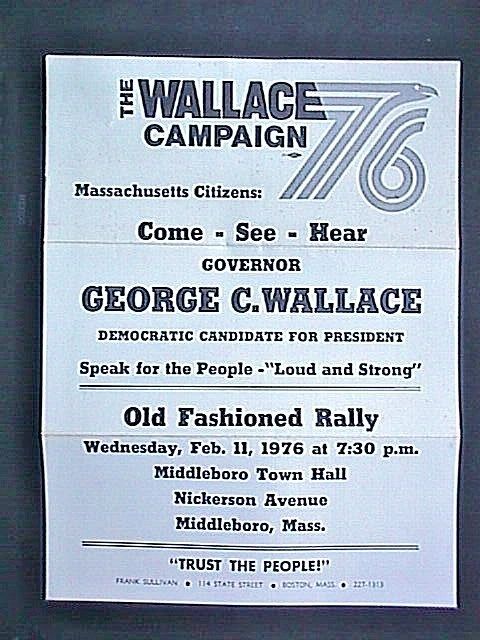 THE WALLACE 76
CAMPAIGN
Massachusetts Citizens:
Come - See - Hear
GOVERNOR
GEORGE C. WALLACE
DEMOCRATIC CANDIDATE FOR PRESIDENT
Speak for the People -"Loud and Strong"
Old Fashioned Rally
Wednesday, Feb. 11, 1976 at 7:30 p.m.
Middleboro Town Hall
Nickerson Avenue
Middleboro, Mass.
"TRUST THE PEOPLE!"
FRANK SULLIVAN ● 114 STATE STREET ● BOSTON, MASS. ● 227-1313